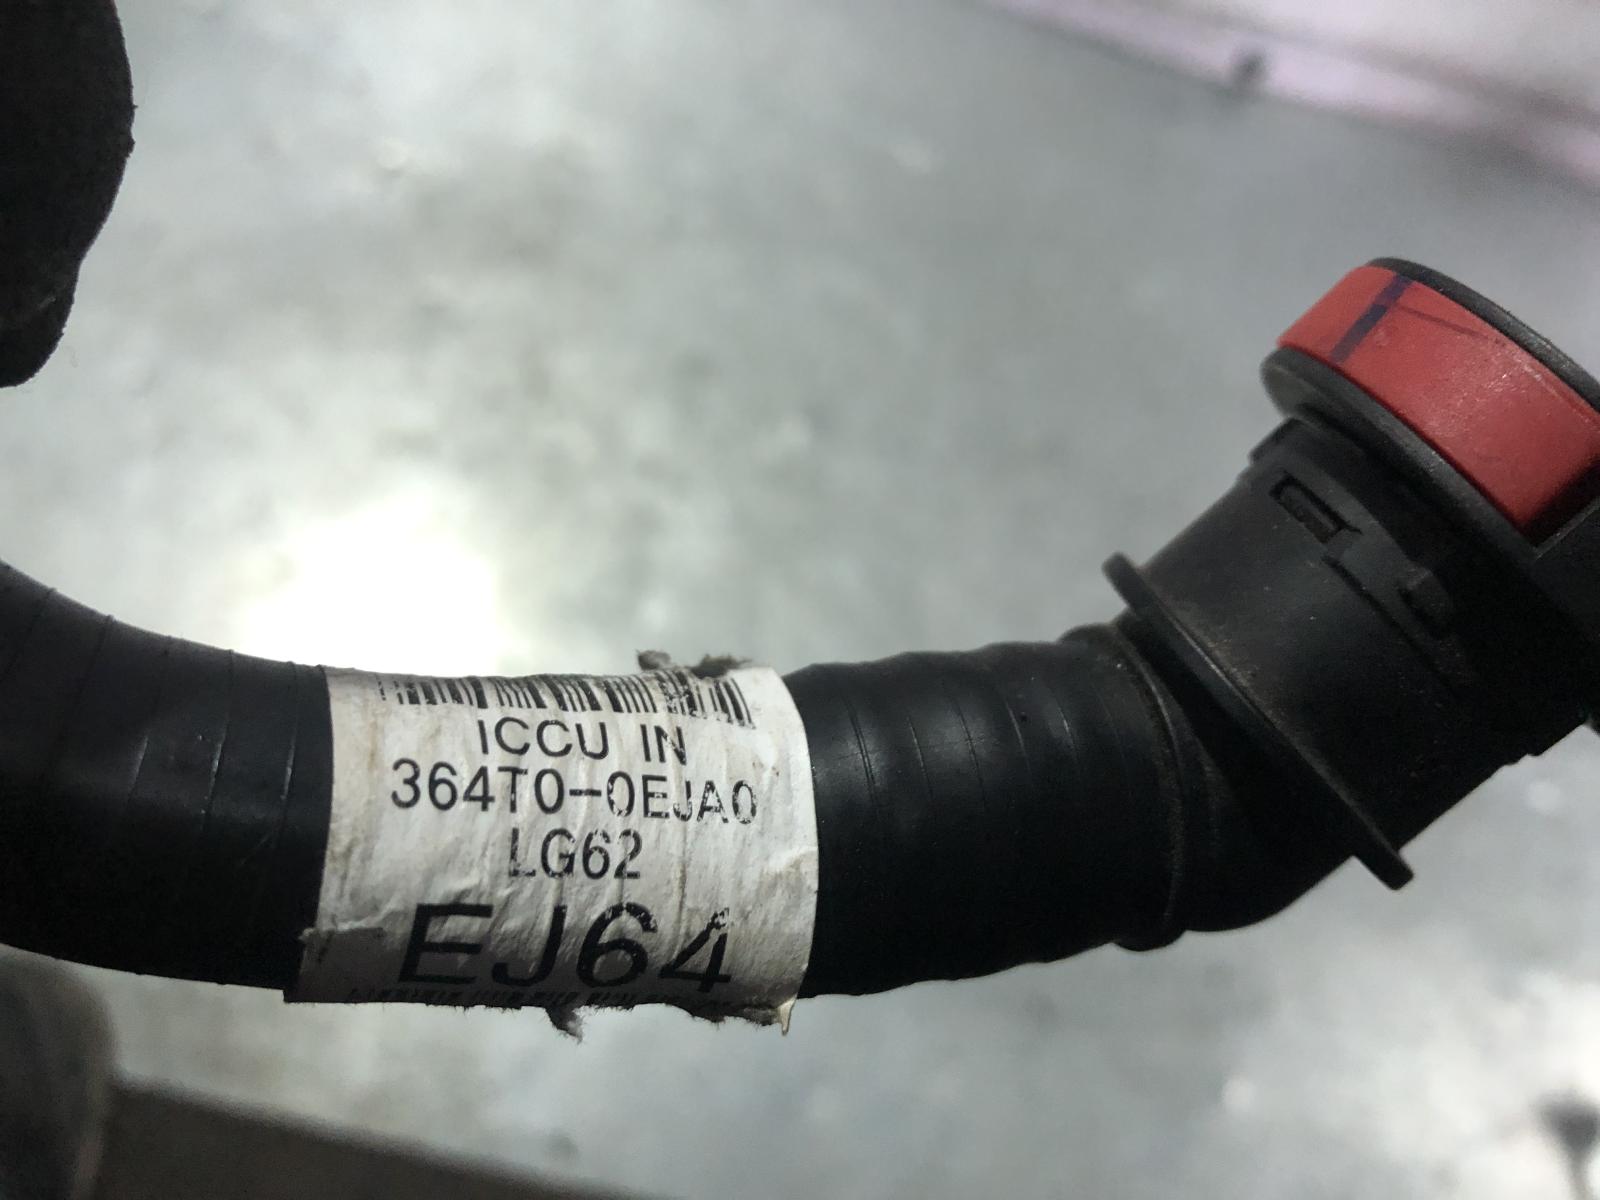 ICCU IN
364T0-0EJA0
LG62
EJ64